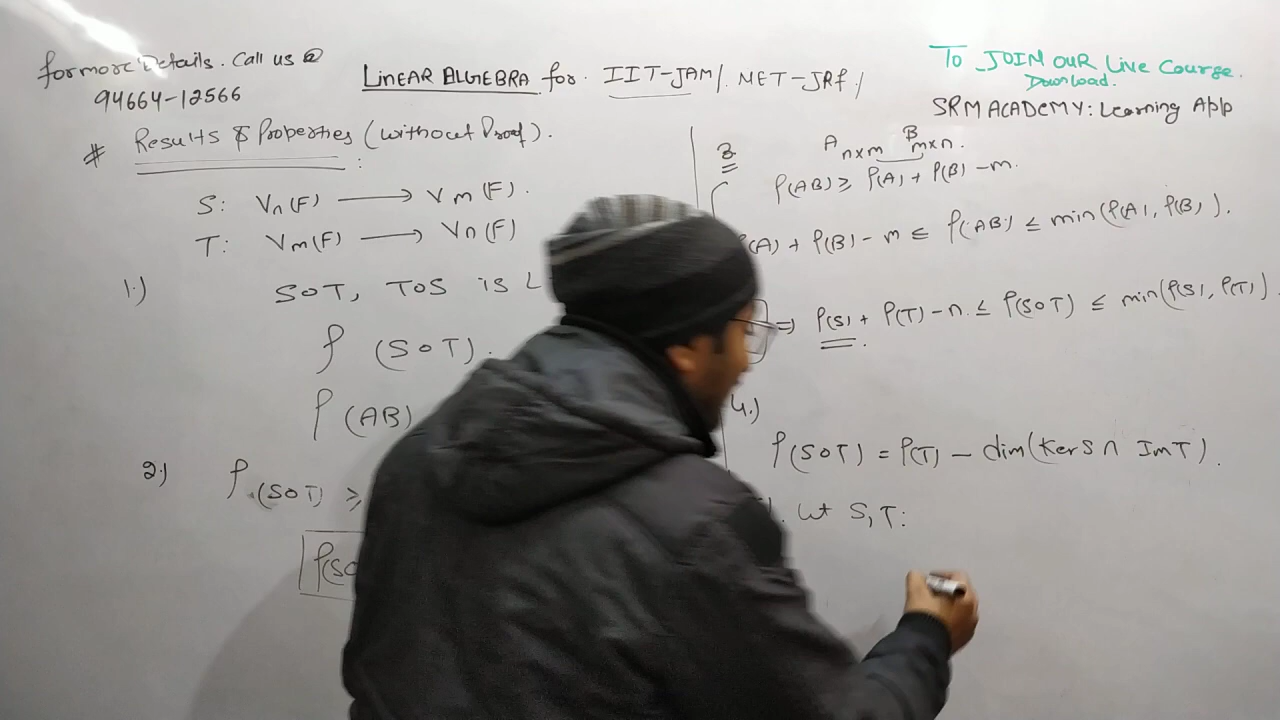 For more Details. Call us @
94664-12566
LINEAR ALGEBRA for IIT-JAM/. NET-JRF/
To JOIN OUR Live Course.
Download.
SRM ACADEMY: Learning App
# Results & Properties (without Proof).
S: Vn(F) ⟶ Vm(F).
T: Vm(F) ⟶ Vn(F)
1.) SOT, TOS is L
ρ(SOT).
ρ(AB)
2.) ρ(SOT) ≥
3
A n×m B m×n.
ρ(AB) ≥ ρ(A) + ρ(B) - m.
ρ(A) + ρ(B) - m ≤ ρ(AB) ≤ min(ρ(A), ρ(B)).
⇒ ρ(S) + ρ(T) - n ≤ ρ(SOT) ≤ min(ρ(S), ρ(T)).
4.)
ρ(SOT) = ρ(T) - dim(Ker S ∩ Im T).
Let S, T: